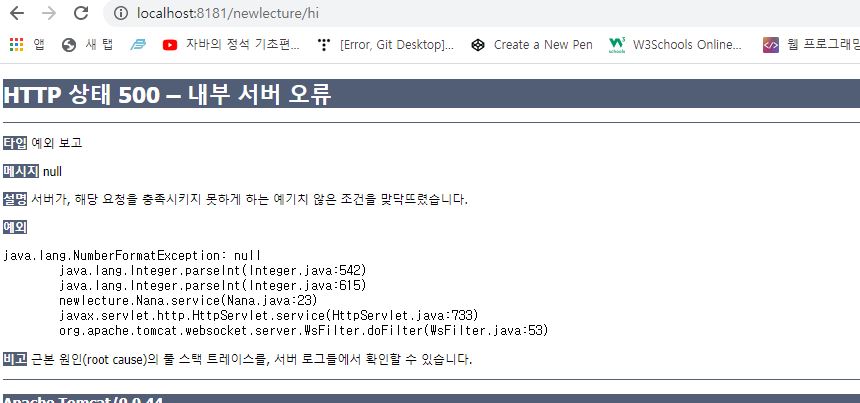 localhost:8181/newlecture/hi
앱 새 탭 자바의 정석 기초편... [Error, Git Desktop]... Create a New Pen W3Schools Online... 웹 프로그래밍
HTTP 상태 500 – 내부 서버 오류
타입 예외 보고
메시지 null
설명 서버가, 해당 요청을 충족시키지 못하게 하는 예기치 않은 조건을 맞닥뜨렸습니다.
예외
java.lang.NumberFormatException: null
java.lang.Integer.parseInt(Integer.java:542)
java.lang.Integer.parseInt(Integer.java:615)
newlecture.Nana.service(Nana.java:23)
javax.servlet.http.HttpServlet.service(HttpServlet.java:733)
org.apache.tomcat.websocket.server.WsFilter.doFilter(WsFilter.java:53)
비고 근본 원인(root cause)의 풀 스택 트레이스를, 서버 로그들에서 확인할 수 있습니다.
Apache Tomcat/9.0.44